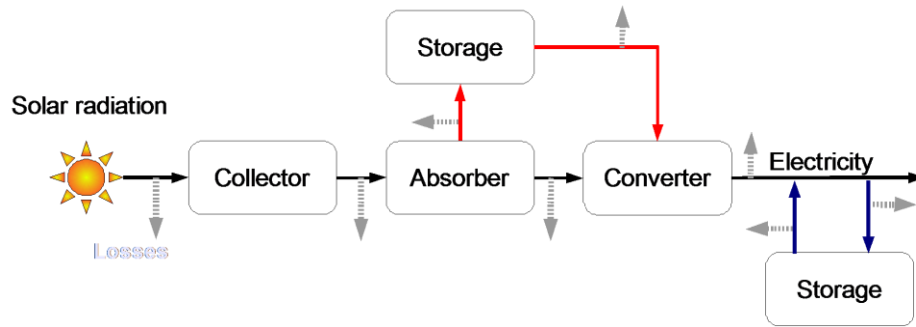 Storage
Solar radiation
Collector
Absorber
Converter
Electricity
Losses
Storage